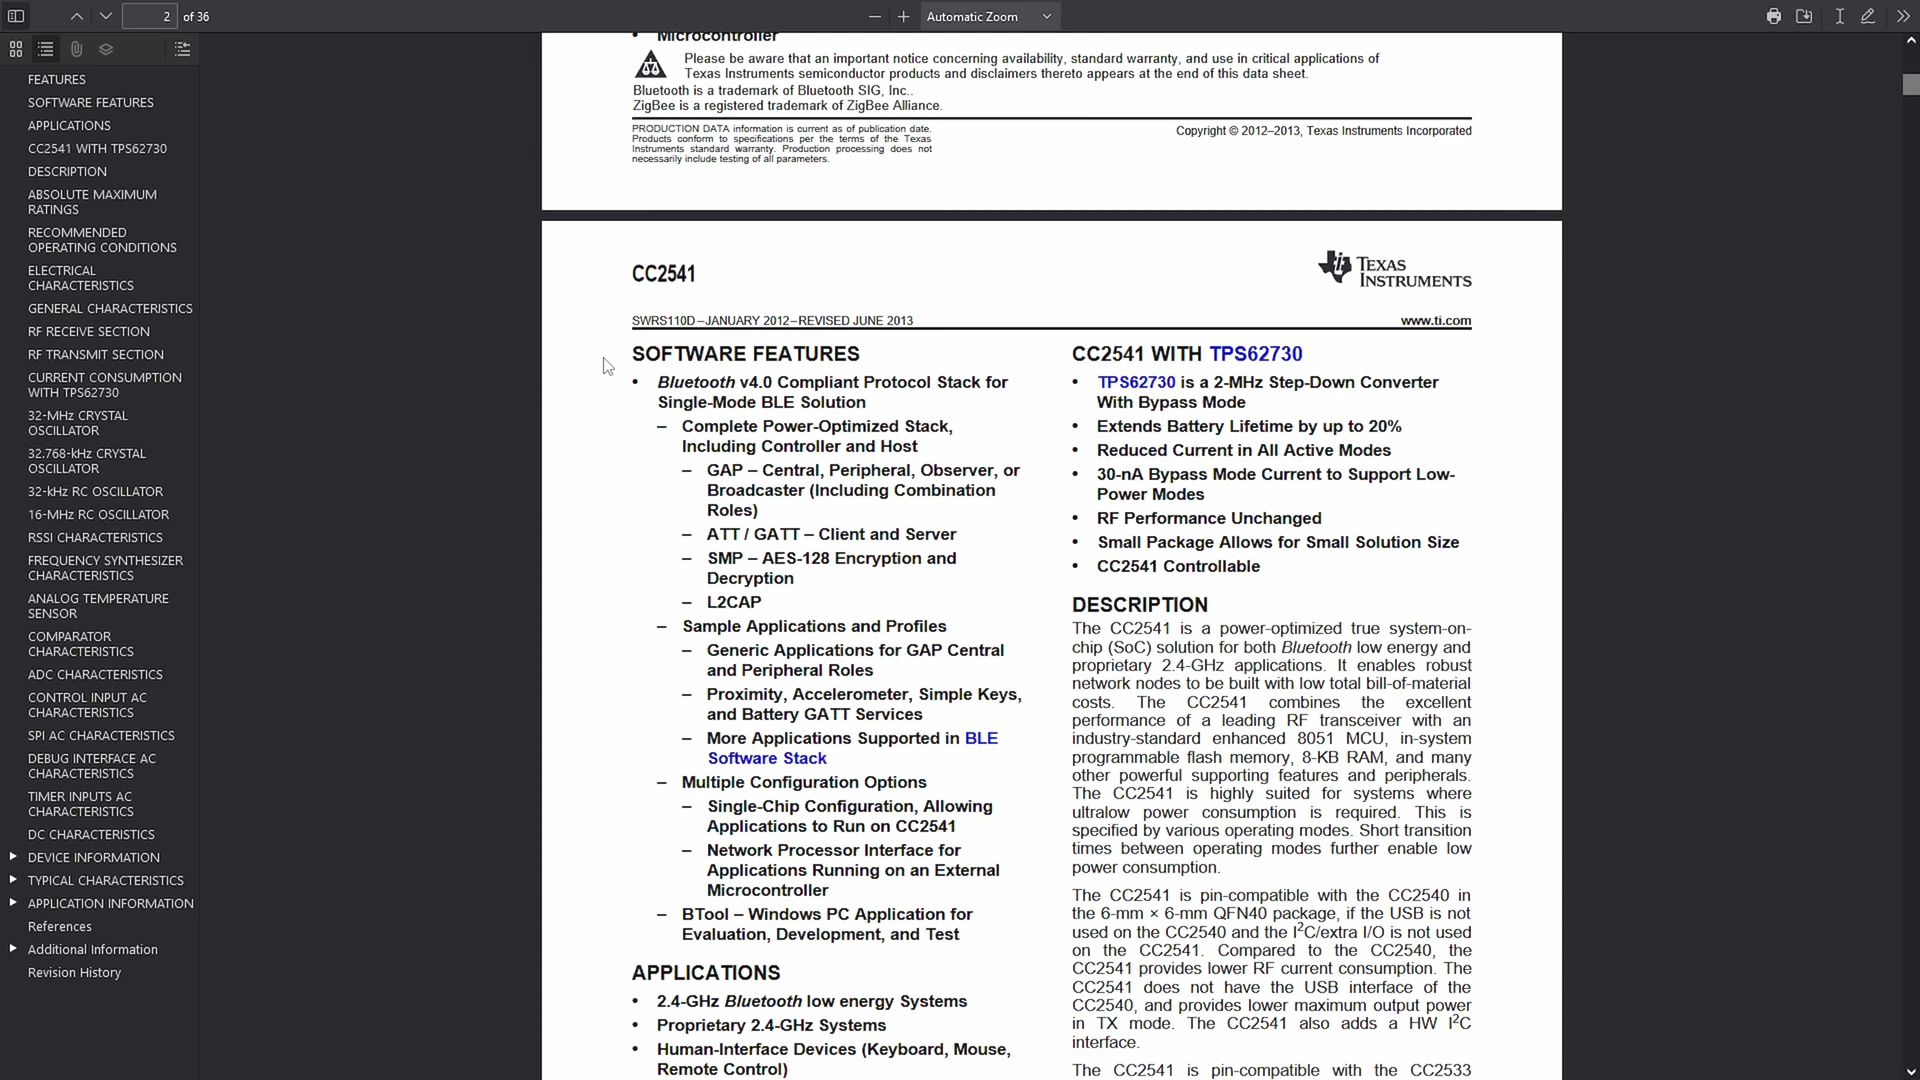 2 of 36
Automatic Zoom
FEATURES
SOFTWARE FEATURES
APPLICATIONS
CC2541 WITH TPS62730
DESCRIPTION
ABSOLUTE MAXIMUM
RATINGS
RECOMMENDED
OPERATING CONDITIONS
ELECTRICAL
CHARACTERISTICS
GENERAL CHARACTERISTICS
RF RECEIVE SECTION
RF TRANSMIT SECTION
CURRENT CONSUMPTION
WITH TPS62730
32-MHz CRYSTAL
OSCILLATOR
32.768-kHz CRYSTAL
OSCILLATOR
32-kHz RC OSCILLATOR
16-MHz RC OSCILLATOR
RSSI CHARACTERISTICS
FREQUENCY SYNTHESIZER
CHARACTERISTICS
ANALOG TEMPERATURE
SENSOR
COMPARATOR
CHARACTERISTICS
ADC CHARACTERISTICS
CONTROL INPUT AC
CHARACTERISTICS
SPI AC CHARACTERISTICS
DEBUG INTERFACE AC
CHARACTERISTICS
TIMER INPUTS AC
CHARACTERISTICS
DC CHARACTERISTICS
DEVICE INFORMATION
TYPICAL CHARACTERISTICS
APPLICATION INFORMATION
References
Additional Information
Revision History
• Microcontroller
Please be aware that an important notice concerning availability, standard warranty, and use in critical applications of
Texas Instruments semiconductor products and disclaimers thereto appears at the end of this data sheet.
Bluetooth is a trademark of Bluetooth SIG, Inc..
ZigBee is a registered trademark of ZigBee Alliance.
PRODUCTION DATA information is current as of publication date.
Products conform to specifications per the terms of the Texas
Instruments standard warranty. Production processing does not
necessarily include testing of all parameters.
Copyright © 2012–2013, Texas Instruments Incorporated
CC2541
TEXAS
INSTRUMENTS
SWRS110D–JANUARY 2012–REVISED JUNE 2013
www.ti.com
SOFTWARE FEATURES
• Bluetooth v4.0 Compliant Protocol Stack for
Single-Mode BLE Solution
– Complete Power-Optimized Stack,
Including Controller and Host
– GAP – Central, Peripheral, Observer, or
Broadcaster (Including Combination
Roles)
– ATT / GATT – Client and Server
– SMP – AES-128 Encryption and
Decryption
– L2CAP
– Sample Applications and Profiles
– Generic Applications for GAP Central
and Peripheral Roles
– Proximity, Accelerometer, Simple Keys,
and Battery GATT Services
– More Applications Supported in BLE
Software Stack
– Multiple Configuration Options
– Single-Chip Configuration, Allowing
Applications to Run on CC2541
– Network Processor Interface for
Applications Running on an External
Microcontroller
– BTool – Windows PC Application for
Evaluation, Development, and Test
APPLICATIONS
• 2.4-GHz Bluetooth low energy Systems
• Proprietary 2.4-GHz Systems
• Human-Interface Devices (Keyboard, Mouse,
Remote Control)
CC2541 WITH TPS62730
• TPS62730 is a 2-MHz Step-Down Converter
With Bypass Mode
• Extends Battery Lifetime by up to 20%
• Reduced Current in All Active Modes
• 30-nA Bypass Mode Current to Support Low-
Power Modes
• RF Performance Unchanged
• Small Package Allows for Small Solution Size
• CC2541 Controllable
DESCRIPTION
The CC2541 is a power-optimized true system-on-
chip (SoC) solution for both Bluetooth low energy and
proprietary 2.4-GHz applications. It enables robust
network nodes to be built with low total bill-of-material
costs. The CC2541 combines the excellent
performance of a leading RF transceiver with an
industry-standard enhanced 8051 MCU, in-system
programmable flash memory, 8-KB RAM, and many
other powerful supporting features and peripherals.
The CC2541 is highly suited for systems where
ultralow power consumption is required. This is
specified by various operating modes. Short transition
times between operating modes further enable low
power consumption.
The CC2541 is pin-compatible with the CC2540 in
the 6-mm × 6-mm QFN40 package, if the USB is not
used on the CC2540 and the I²C/extra I/O is not used
on the CC2541. Compared to the CC2540, the
CC2541 provides lower RF current consumption. The
CC2541 does not have the USB interface of the
CC2540, and provides lower maximum output power
in TX mode. The CC2541 also adds a HW I²C
interface.
The CC2541 is pin-compatible with the CC2533